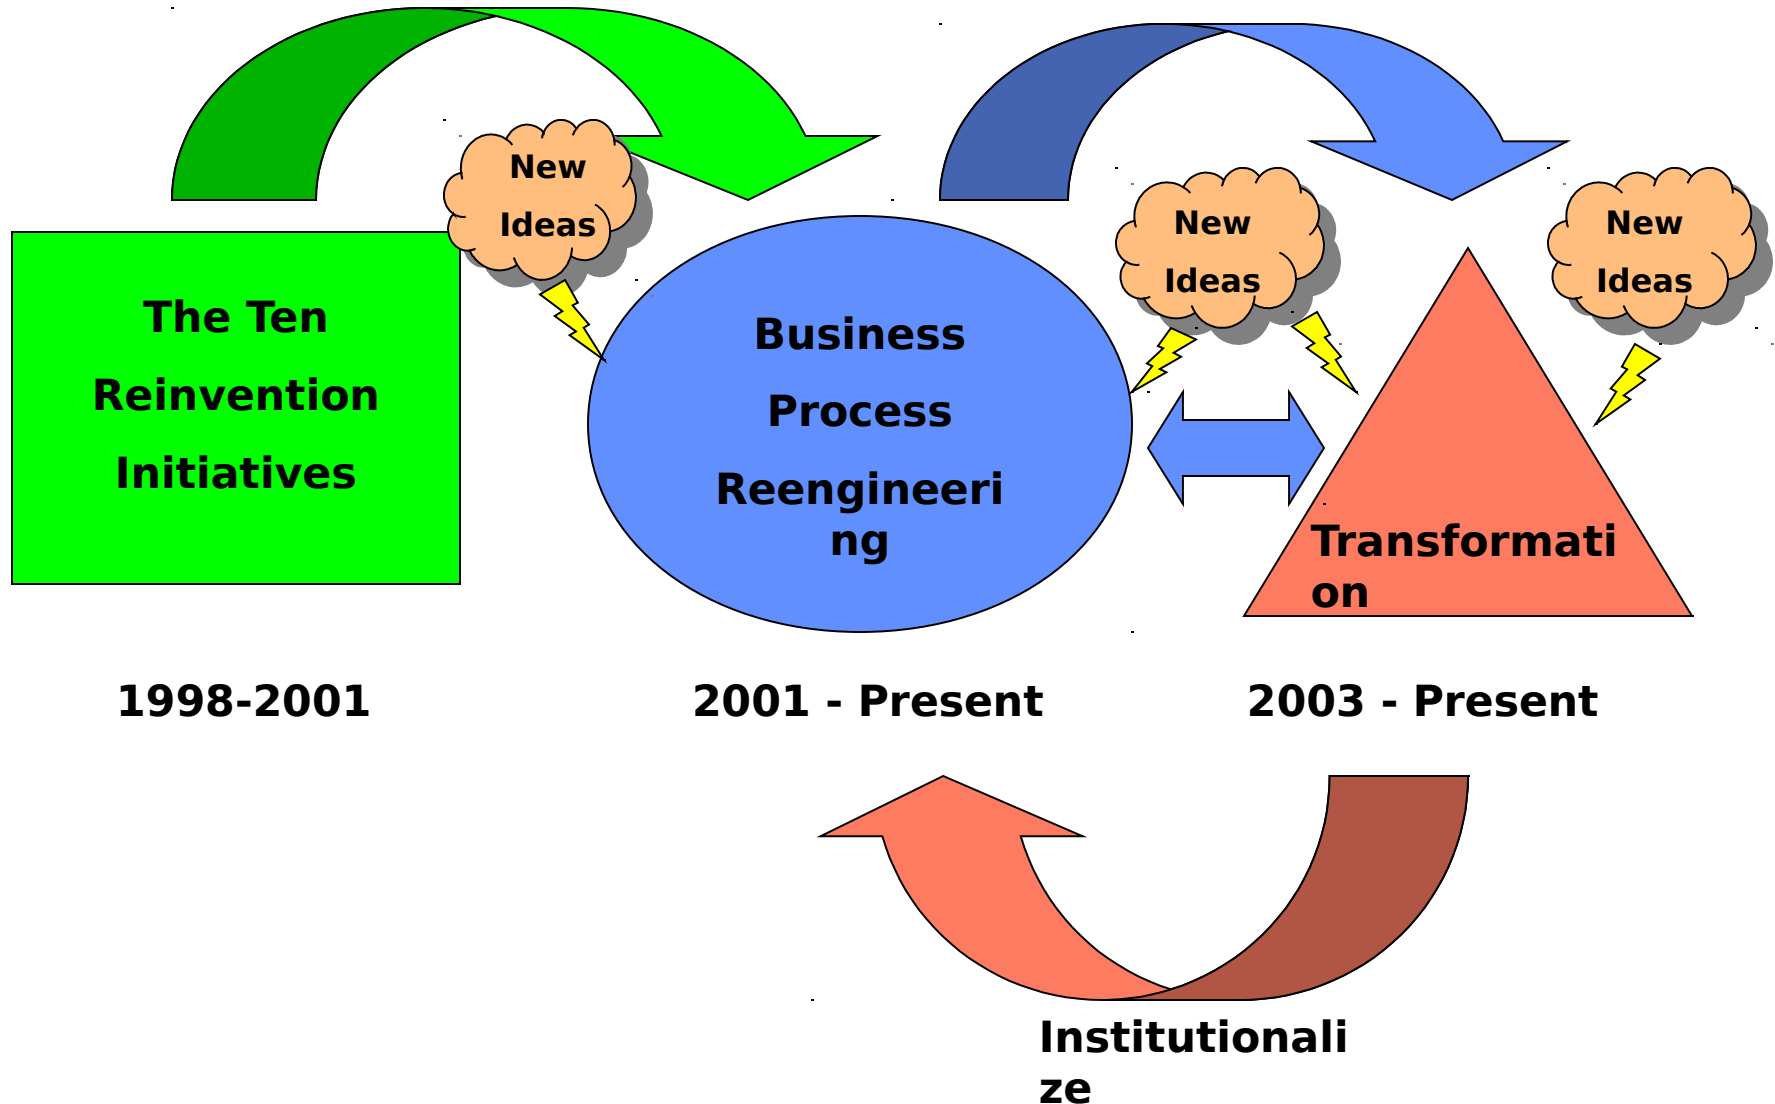 New
Ideas
New
Ideas
New
Ideas
The Ten
Reinvention
Initiatives
Business
Process
Reengineeri
ng
Transformati
on
1998-2001
2001 - Present
2003 - Present
Institutionali
ze